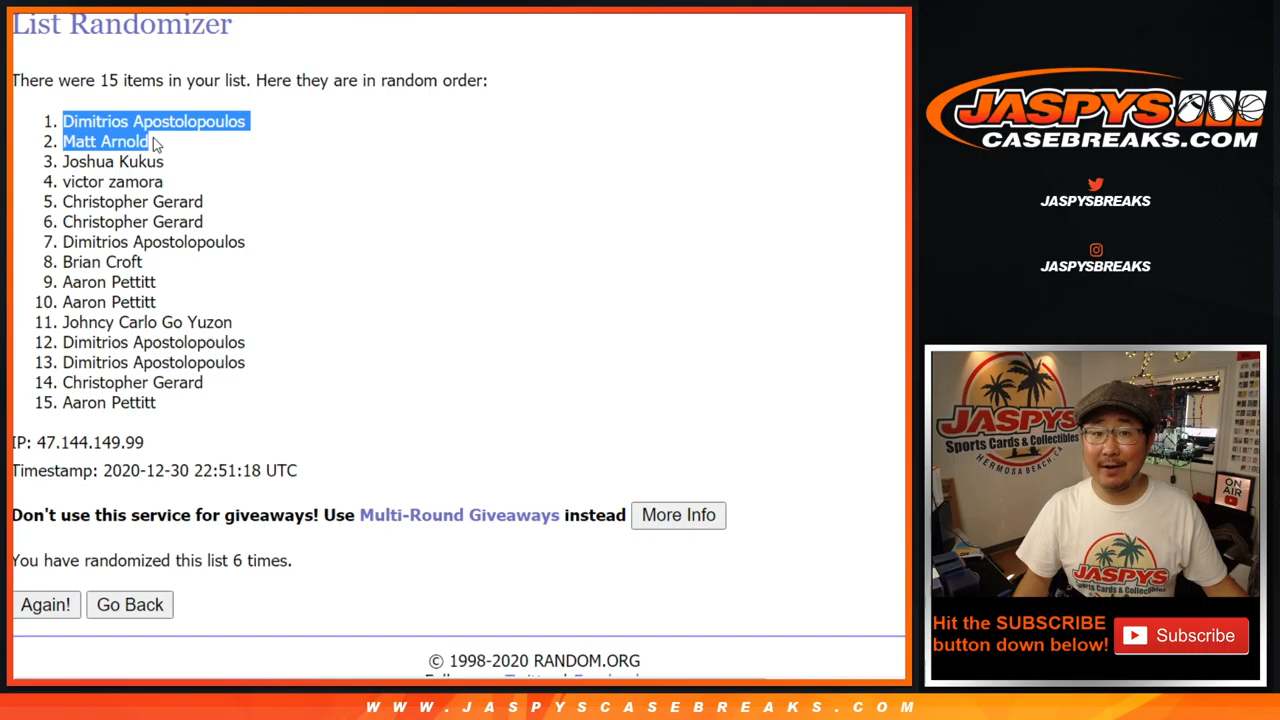 List Randomizer
There were 15 items in your list. Here they are in random order:
1. Dimitrios Apostolopoulos
2. Matt Arnold
3. Joshua Kukus
4. victor zamora
5. Christopher Gerard
6. Christopher Gerard
7. Dimitrios Apostolopoulos
8. Brian Croft
9. Aaron Pettitt
10. Aaron Pettitt
11. Johncy Carlo Go Yuzon
12. Dimitrios Apostolopoulos
13. Dimitrios Apostolopoulos
14. Christopher Gerard
15. Aaron Pettitt
IP: 47.144.149.99
Timestamp: 2020-12-30 22:51:18 UTC
Don't use this service for giveaways! Use Multi-Round Giveaways instead More Info
You have randomized this list 6 times.
Again! Go Back
© 1998-2020 RANDOM.ORG
JASPYS
CASEBREAKS.COM
JASPYSBREAKS
JASPYSBREAKS
JASPYS
Sports Cards & Collectibles
HERMOSA BEACH, CA
ON
AIR
JASPYS
Hit the SUBSCRIBE
button down below!
Subscribe
WWW.JASPYSCASEBREAKS.COM